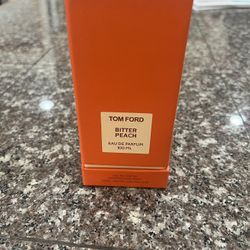 TOM FORD
BITTER
PEACH
EAU DE PARFUM
100 ML